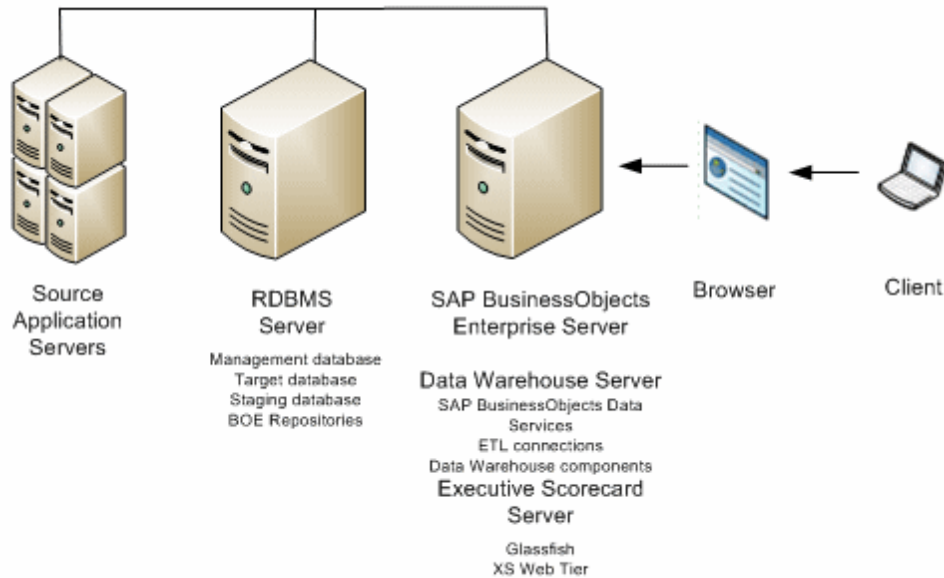 Source
Application
Servers
RDBMS
Server
Management database
Target database
Staging database
BOE Repositories
SAP BusinessObjects
Enterprise Server
Data Warehouse Server
SAP BusinessObjects Data
Services
ETL connections
Data Warehouse components
Executive Scorecard
Server
Glassfish
XS Web Tier
Browser
Client